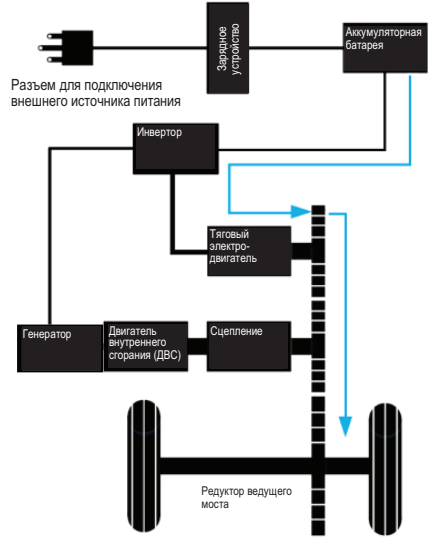 Зарядное
устройство
Аккумуляторная
батарея
Разъем для подключения
внешнего источника питания
Инвертор
Тяговый
электро-
двигатель
Генератор
Двигатель
внутреннего
сгорания (ДВС)
Сцепление
Редуктор ведущего
моста